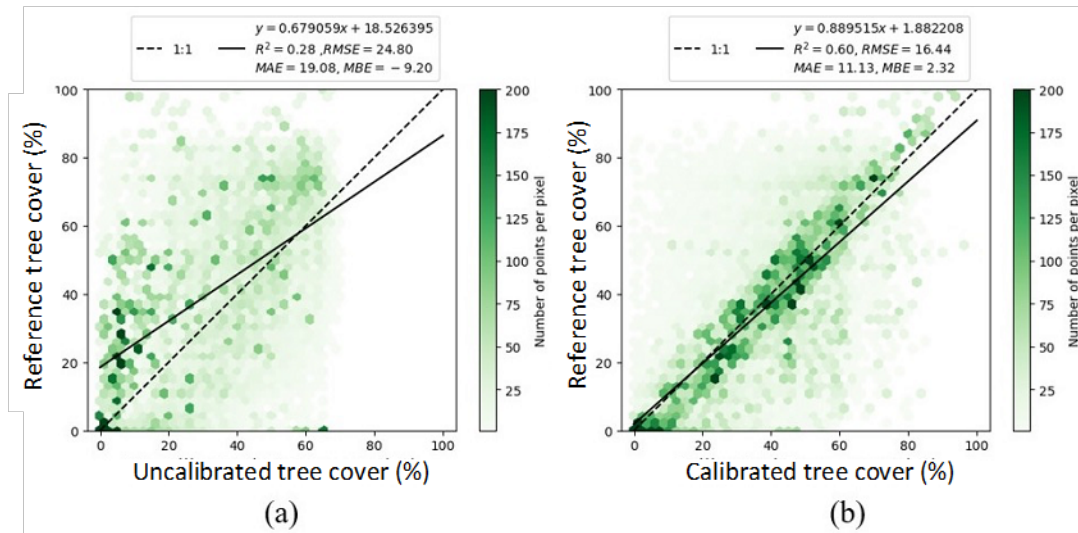 y = 0.679059x + 18.526395
1:1 R² = 0.28 ,RMSE = 24.80
MAE = 19.08, MBE = − 9.20
Reference tree cover (%)
100
80
60
40
20
0
0 20 40 60 80 100
Uncalibrated tree cover (%)
200
175
150
125
100
75
50
25
Number of points per pixel
(a)
y = 0.889515x + 1.882208
1:1 R² = 0.60, RMSE = 16.44
MAE = 11.13, MBE = 2.32
Reference tree cover (%)
100
80
60
40
20
0
0 20 40 60 80 100
Calibrated tree cover (%)
200
175
150
125
100
75
50
25
Number of points per pixel
(b)